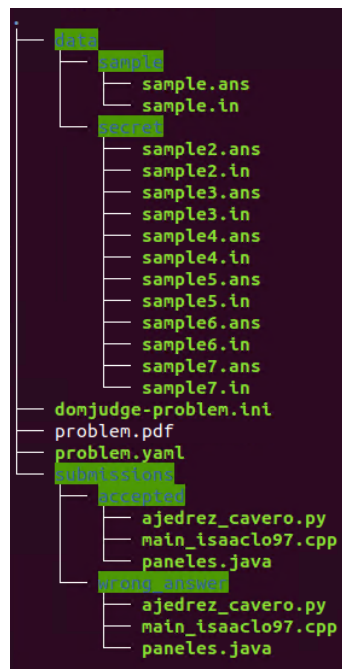 .
data
sample
sample.ans
sample.in
secret
sample2.ans
sample2.in
sample3.ans
sample3.in
sample4.ans
sample4.in
sample5.ans
sample5.in
sample6.ans
sample6.in
sample7.ans
sample7.in
domjudge-problem.ini
problem.pdf
problem.yaml
submissions
accepted
ajedrez_cavero.py
main_isaaclo97.cpp
paneles.java
wrong_answer
ajedrez_cavero.py
main_isaaclo97.cpp
paneles.java